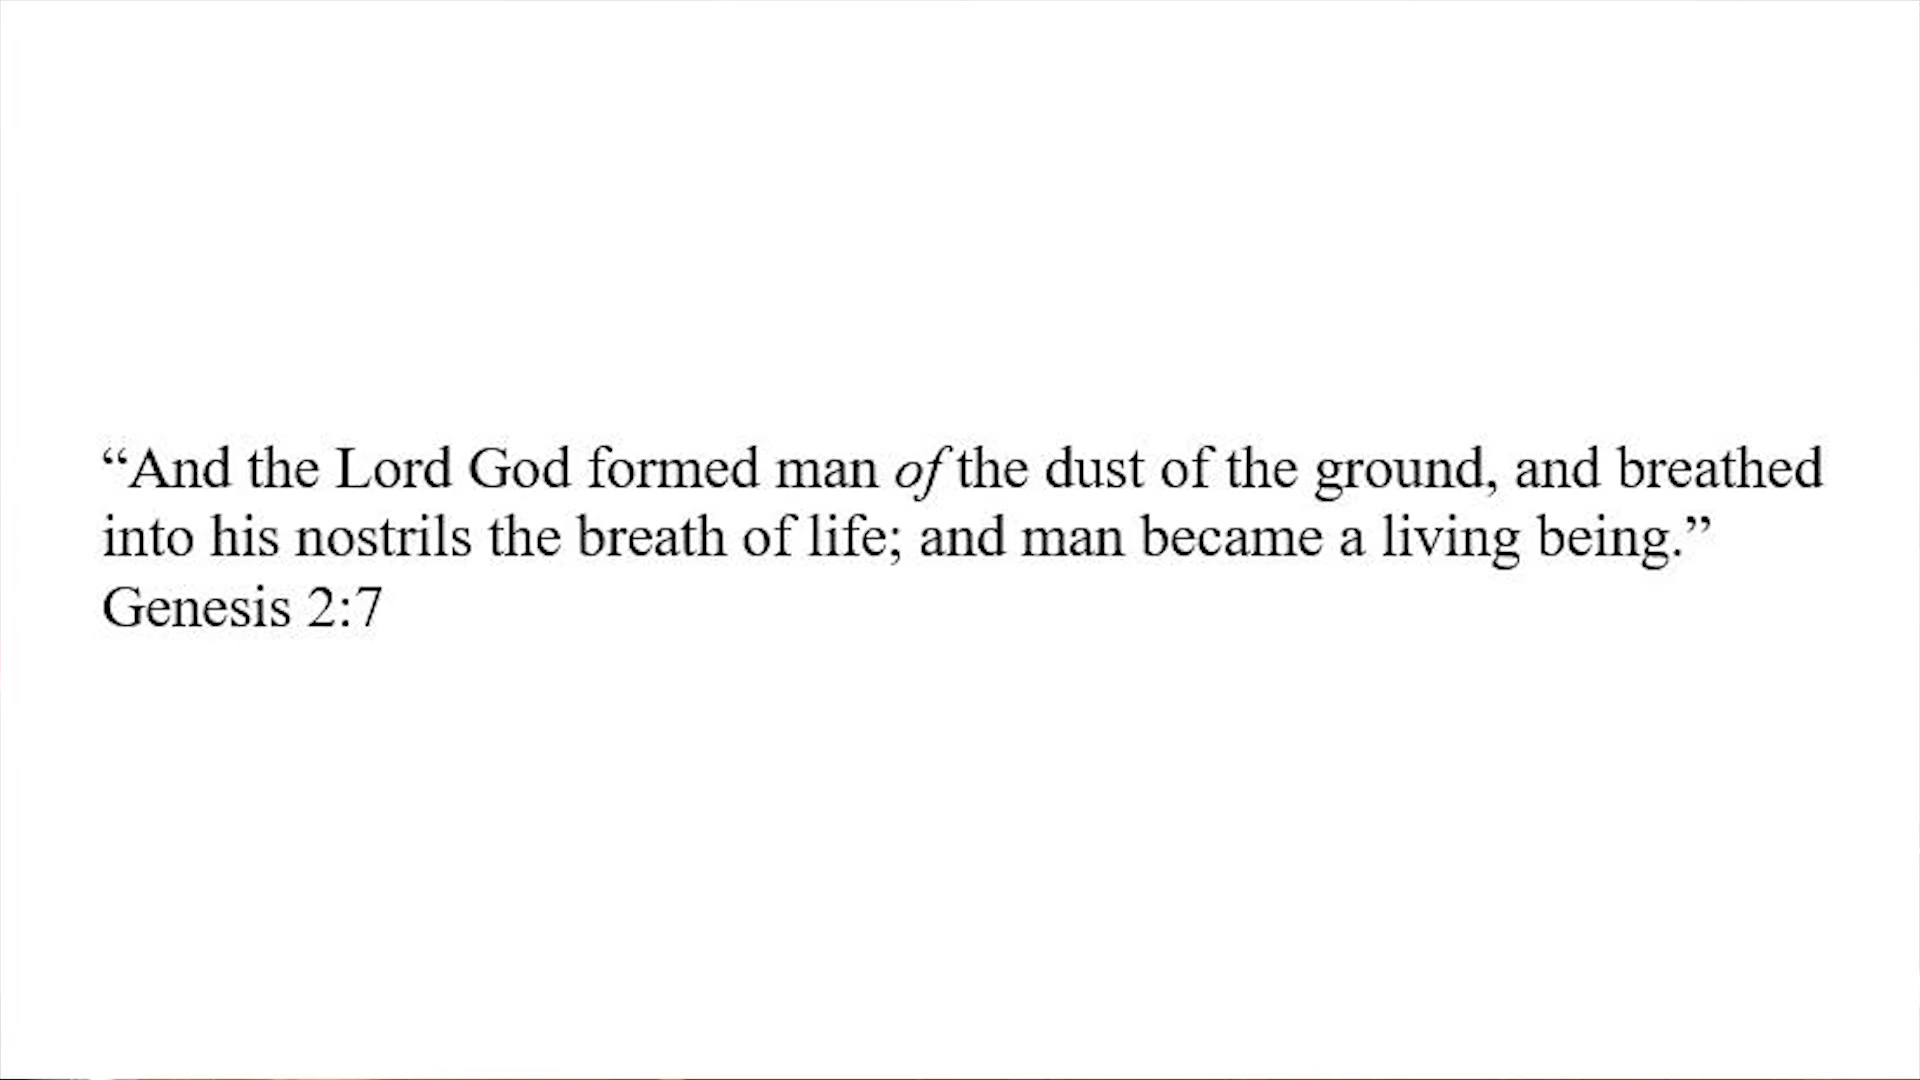 “And the Lord God formed man of the dust of the ground, and breathed
into his nostrils the breath of life; and man became a living being.”
Genesis 2:7